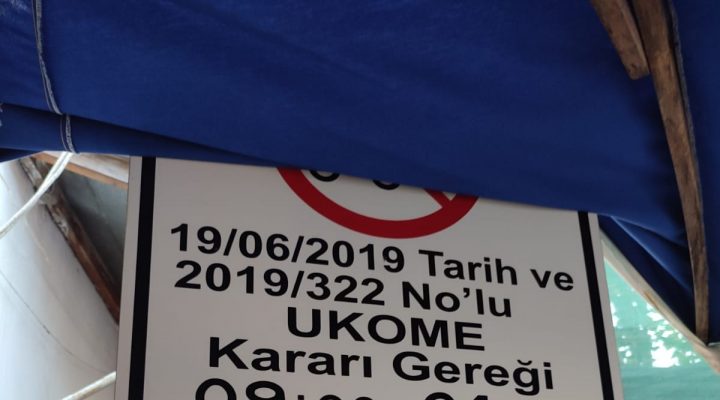 19/06/2019 Tarih ve
2019/322 No'lu
UKOME
Kararı Gereği